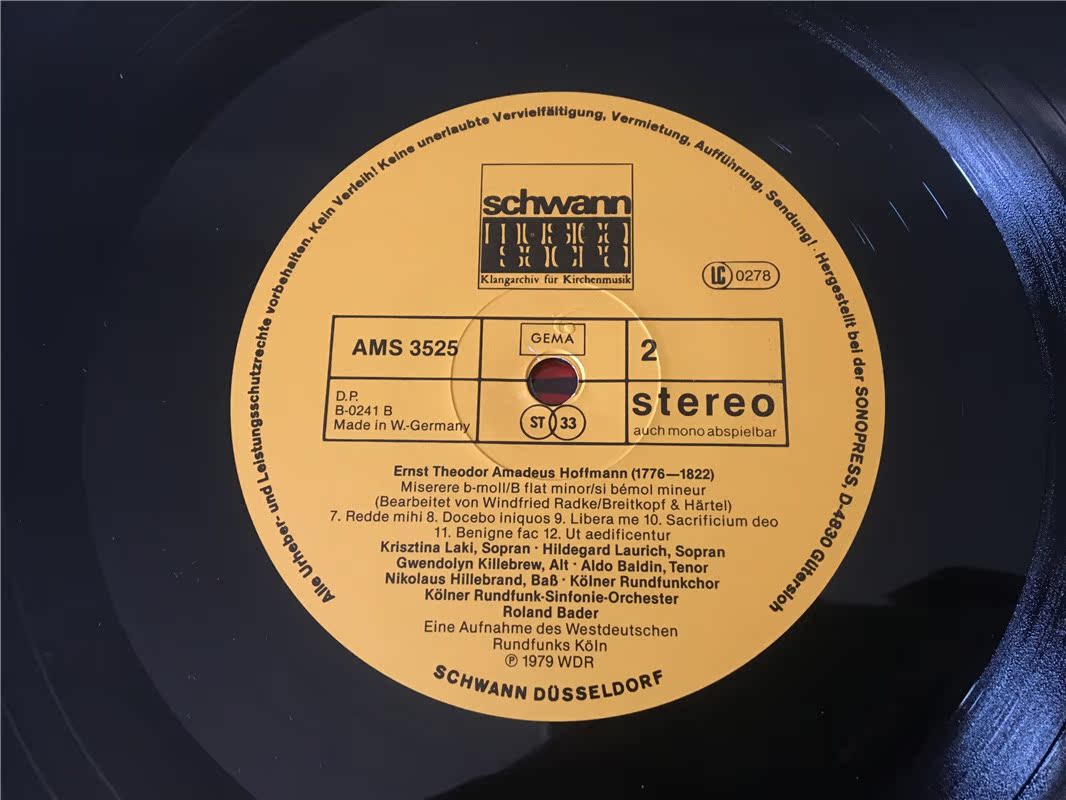 Alle Urheber- und Leistungsschutzrechte vorbehalten. Kein Verleih! Keine unerlaubte Vervielfältigung, Vermietung, Aufführung, Sendung! · Hergestellt bei der SONOPRESS, D-4830 Gütersloh
schwann
musica sacra
Klangarchiv für Kirchenmusik
LC 0278
AMS 3525
GEMA
2
D.P.
B-0241 B
Made in W.-Germany
ST 33
stereo
auch mono abspielbar
Ernst Theodor Amadeus Hoffmann (1776—1822)
Miserere b-moll/B flat minor/si bémol mineur
(Bearbeitet von Windfried Radke/Breitkopf & Härtel)
7. Redde mihi 8. Docebo iniquos 9. Libera me 10. Sacrificium deo
11. Benigne fac 12. Ut aedificentur
Krisztina Laki, Sopran · Hildegard Laurich, Sopran
Gwendolyn Killebrew, Alt · Aldo Baldin, Tenor
Nikolaus Hillebrand, Baß · Kölner Rundfunkchor
Kölner Rundfunk-Sinfonie-Orchester
Roland Bader
Eine Aufnahme des Westdeutschen
Rundfunks Köln
℗ 1979 WDR
SCHWANN DÜSSELDORF